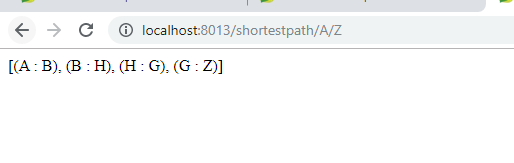 localhost:8013/shortestpath/A/Z
[(A : B), (B : H), (H : G), (G : Z)]